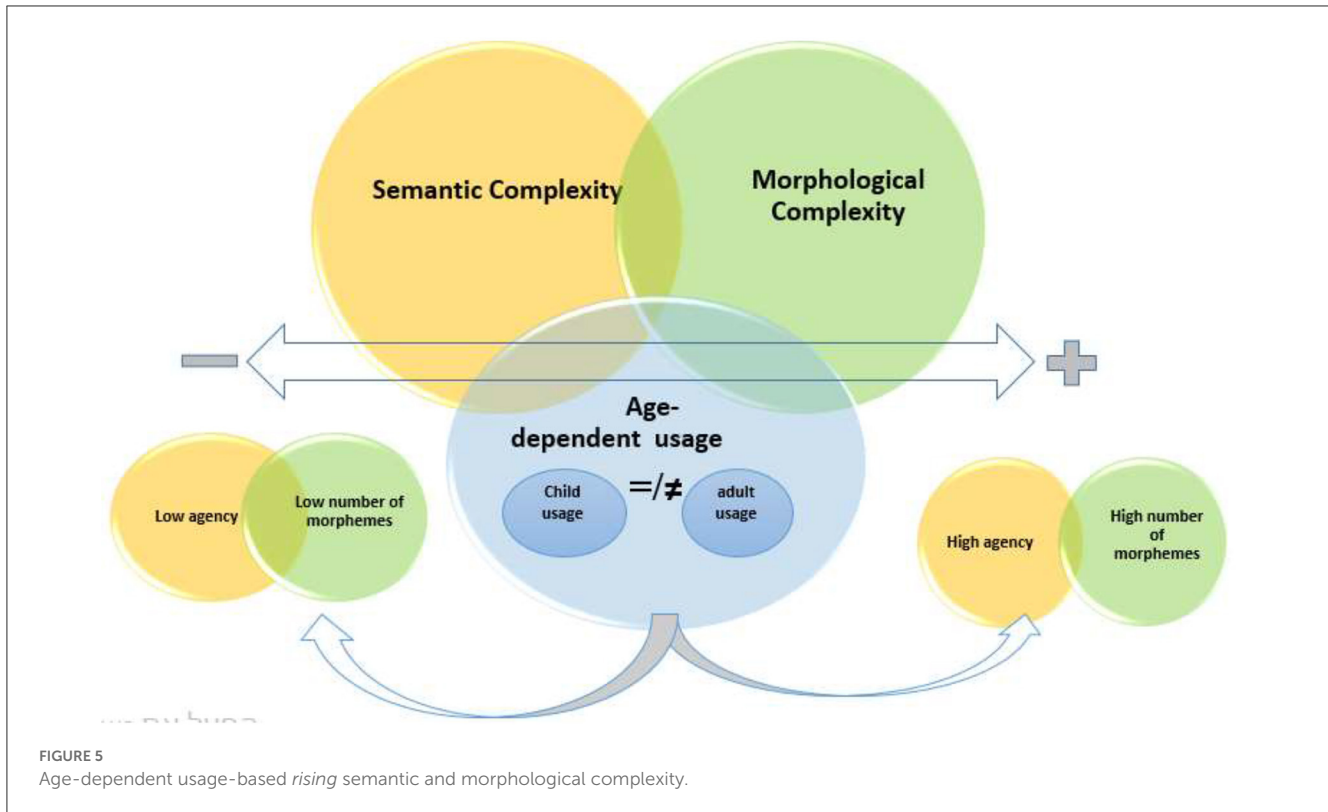 Semantic Complexity
Morphological
Complexity
Age-
dependent usage
Child
usage
=/≠
adult
usage
Low agency
Low number of
morphemes
High agency
High number
of
morphemes
FIGURE 5
Age-dependent usage-based rising semantic and morphological complexity.